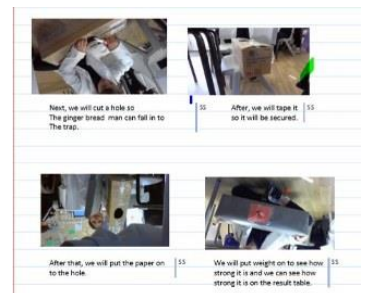 Next, we will cut a hole so
The ginger bread man can fall in to
The trap.
SS
After, we will tape it
so it will be secured.
SS
After that, we will put the paper on
to the hole.
SS
We will put weight on to see how
strong it is and we can see how
strong it is on the result table.
SS